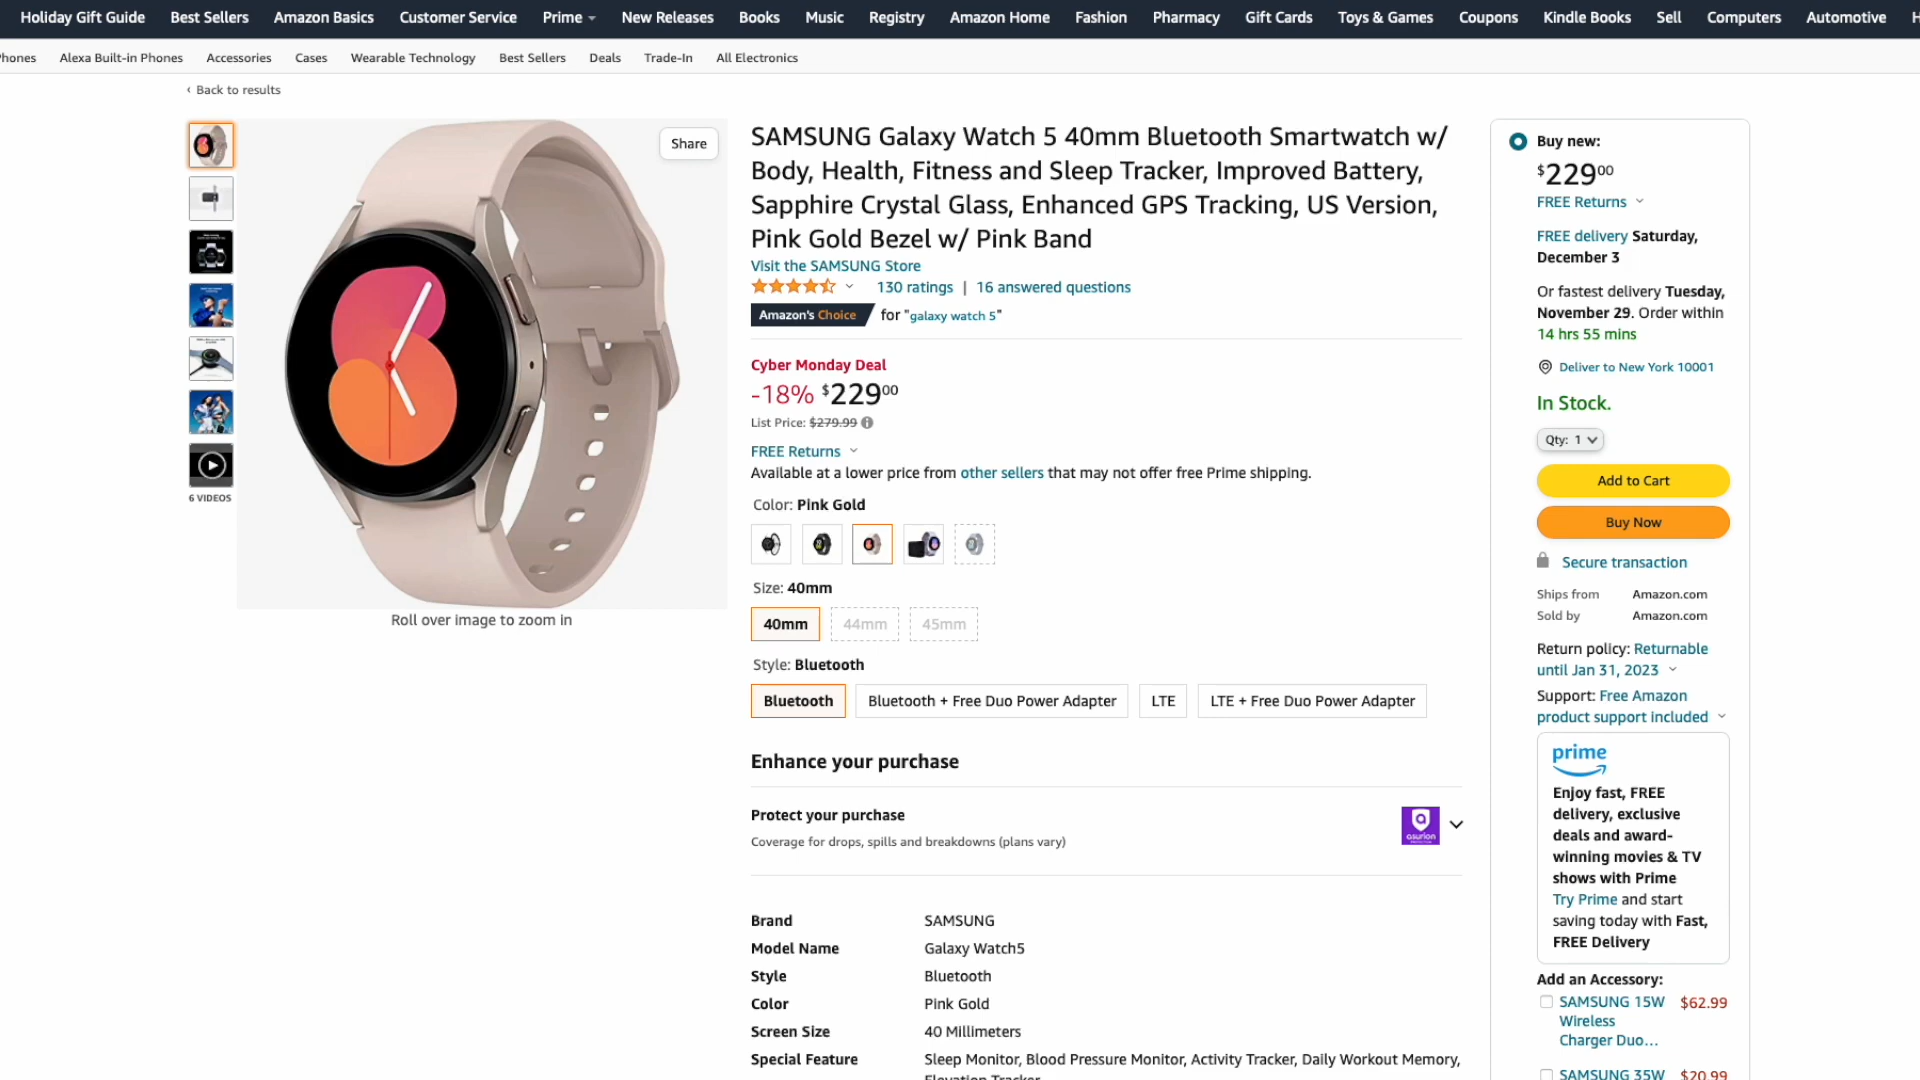 Holiday Gift Guide Best Sellers Amazon Basics Customer Service Prime New Releases Books Music Registry Amazon Home Fashion Pharmacy Gift Cards Toys & Games Coupons Kindle Books Sell Computers Automotive
Alexa Built-in Phones Accessories Cases Wearable Technology Best Sellers Deals Trade-In All Electronics
‹ Back to results
Share
6 VIDEOS
Roll over image to zoom in
SAMSUNG Galaxy Watch 5 40mm Bluetooth Smartwatch w/
Body, Health, Fitness and Sleep Tracker, Improved Battery,
Sapphire Crystal Glass, Enhanced GPS Tracking, US Version,
Pink Gold Bezel w/ Pink Band
Visit the SAMSUNG Store
130 ratings | 16 answered questions
Amazon's Choice for "galaxy watch 5"
Cyber Monday Deal
-18% $22900
List Price: $279.99
FREE Returns
Available at a lower price from other sellers that may not offer free Prime shipping.
Color: Pink Gold
Size: 40mm
40mm 44mm 45mm
Style: Bluetooth
Bluetooth Bluetooth + Free Duo Power Adapter LTE LTE + Free Duo Power Adapter
Enhance your purchase
Protect your purchase
Coverage for drops, spills and breakdowns (plans vary)
asurion
Brand SAMSUNG
Model Name Galaxy Watch5
Style Bluetooth
Color Pink Gold
Screen Size 40 Millimeters
Special Feature Sleep Monitor, Blood Pressure Monitor, Activity Tracker, Daily Workout Memory,
Elevation Tracker
Buy new:
$22900
FREE Returns
FREE delivery Saturday,
December 3
Or fastest delivery Tuesday,
November 29. Order within
14 hrs 55 mins
Deliver to New York 10001
In Stock.
Qty: 1
Add to Cart
Buy Now
Secure transaction
Ships from Amazon.com
Sold by Amazon.com
Return policy: Returnable
until Jan 31, 2023
Support: Free Amazon
product support included
prime
Enjoy fast, FREE
delivery, exclusive
deals and award-
winning movies & TV
shows with Prime
Try Prime and start
saving today with Fast,
FREE Delivery
Add an Accessory:
SAMSUNG 15W $62.99
Wireless
Charger Duo...
SAMSUNG 35W $20.99